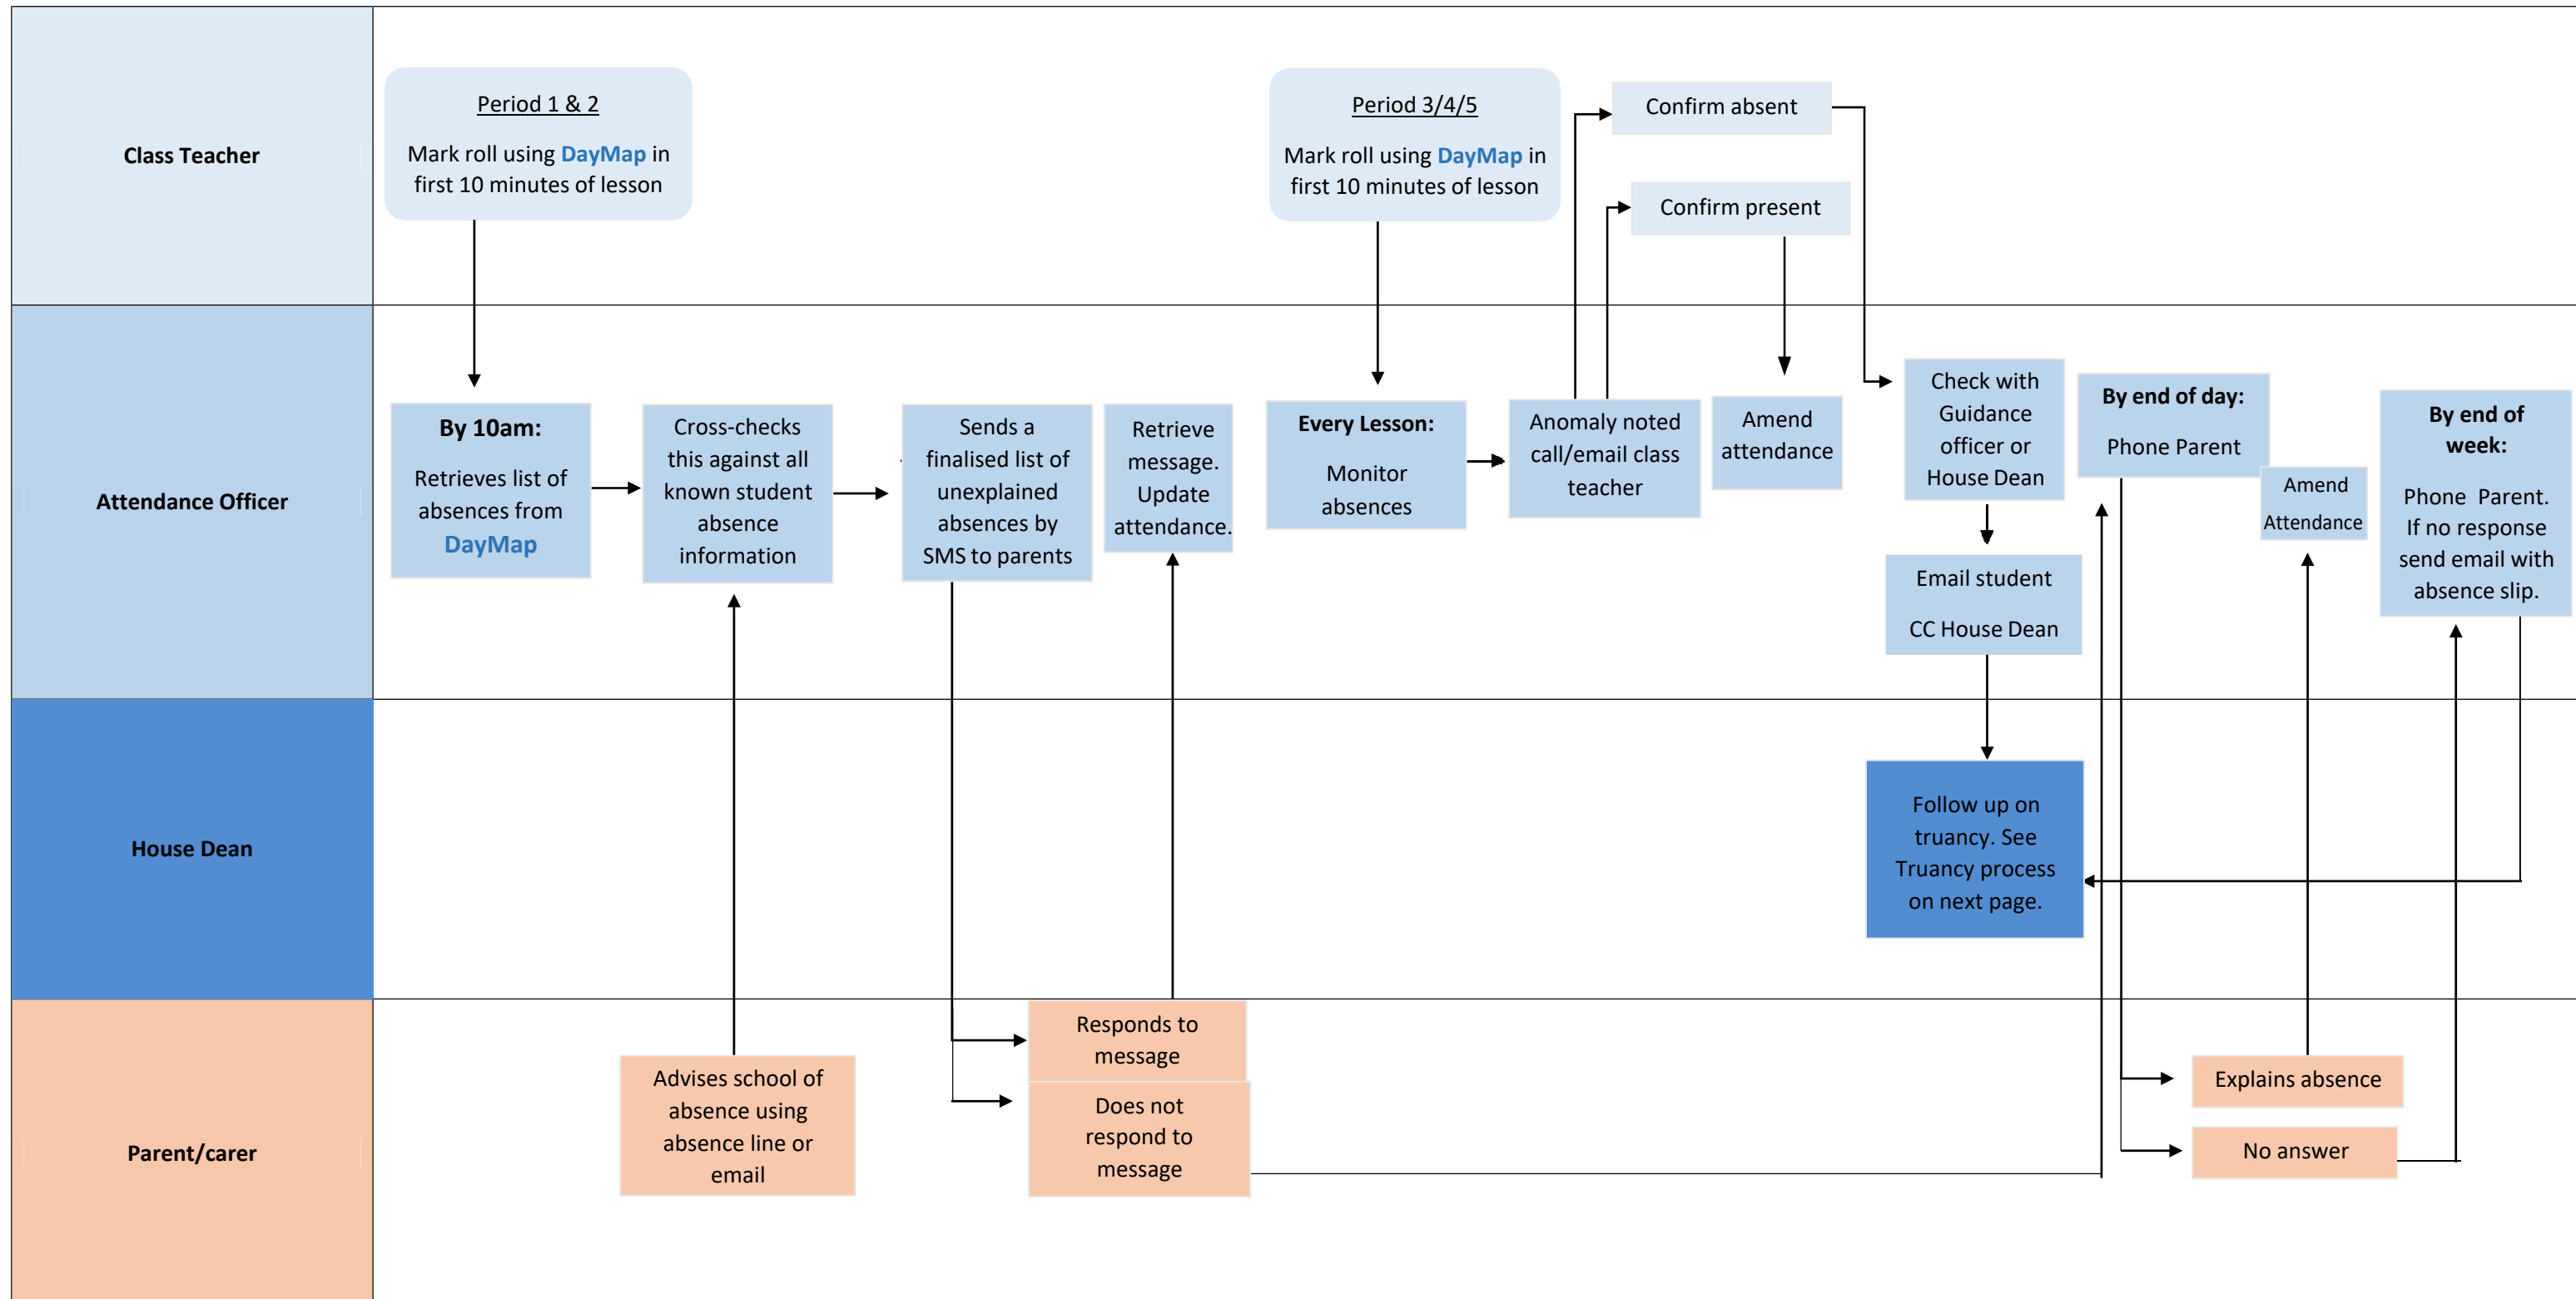 Class Teacher
Period 1 & 2
Mark roll using DayMap in
first 10 minutes of lesson
Period 3/4/5
Mark roll using DayMap in
first 10 minutes of lesson
Confirm absent
Confirm present
Attendance Officer
By 10am:
Retrieves list of
absences from
DayMap
Cross-checks
this against all
known student
absence
information
Sends a
finalised list of
unexplained
absences by
SMS to parents
Retrieve
message.
Update
attendance.
Every Lesson:
Monitor
absences
Anomaly noted
call/email class
teacher
Amend
attendance
Check with
Guidance
officer or
House Dean
Email student
CC House Dean
By end of day:
Phone Parent
Amend
Attendance
By end of
week:
Phone Parent.
If no response
send email with
absence slip.
House Dean
Follow up on
truancy. See
Truancy process
on next page.
Parent/carer
Advises school of
absence using
absence line or
email
Responds to
message
Does not
respond to
message
Explains absence
No answer